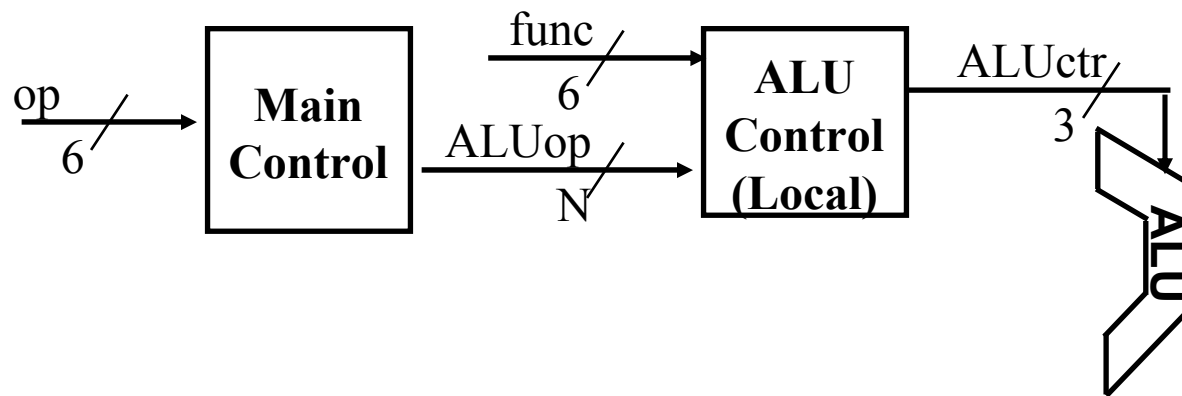 op
6
Main
Control
func
6
ALUop
N
ALU
Control
(Local)
ALUctr
3
ALU